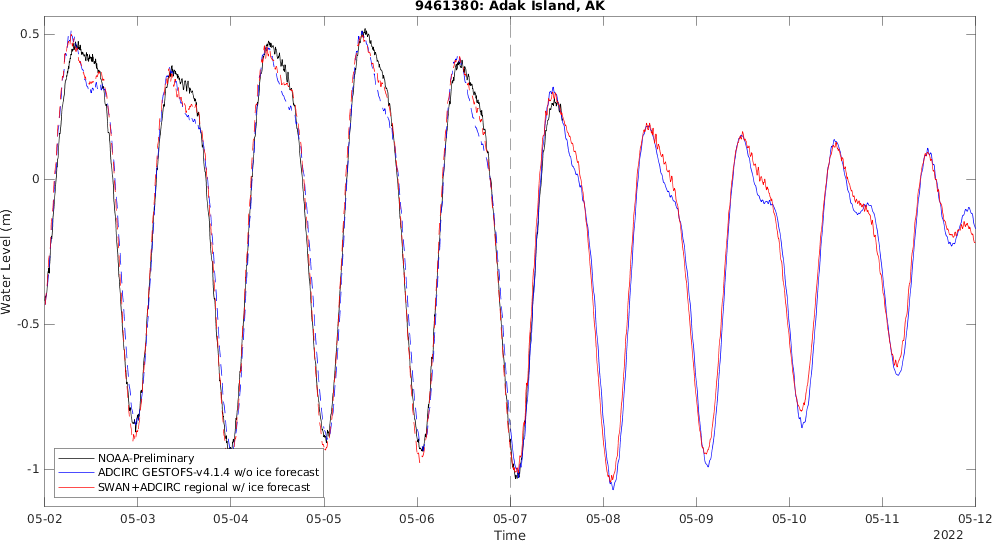 9461380: Adak Island, AK
Water Level (m)
0.5
0
-0.5
-1
NOAA-Preliminary
ADCIRC GESTOFS-v4.1.4 w/o ice forecast
SWAN+ADCIRC regional w/ ice forecast
05-02 05-03 05-04 05-05 05-06 05-07 05-08 05-09 05-10 05-11 05-12
Time
2022